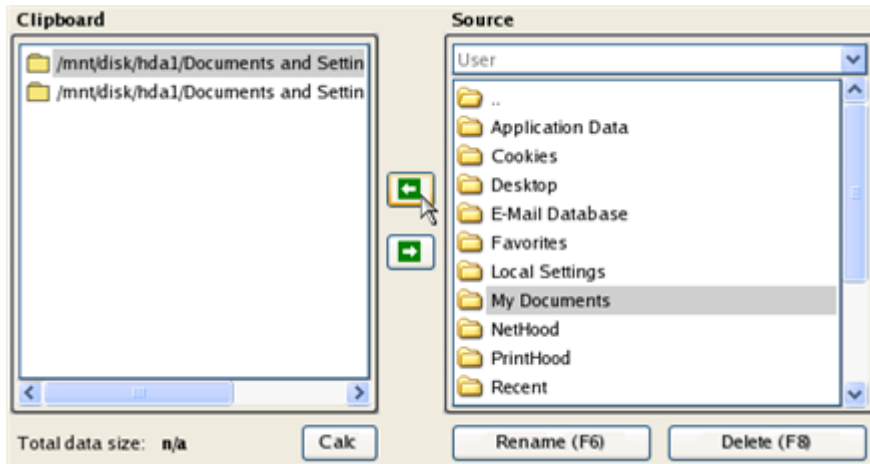 Clipboard
/mnt/disk/hda1/Documents and Settin
/mnt/disk/hda1/Documents and Settin
Total data size: n/a
Calc
Source
User
..
Application Data
Cookies
Desktop
E-Mail Database
Favorites
Local Settings
My Documents
NetHood
PrintHood
Recent
Rename (F6)
Delete (F8)